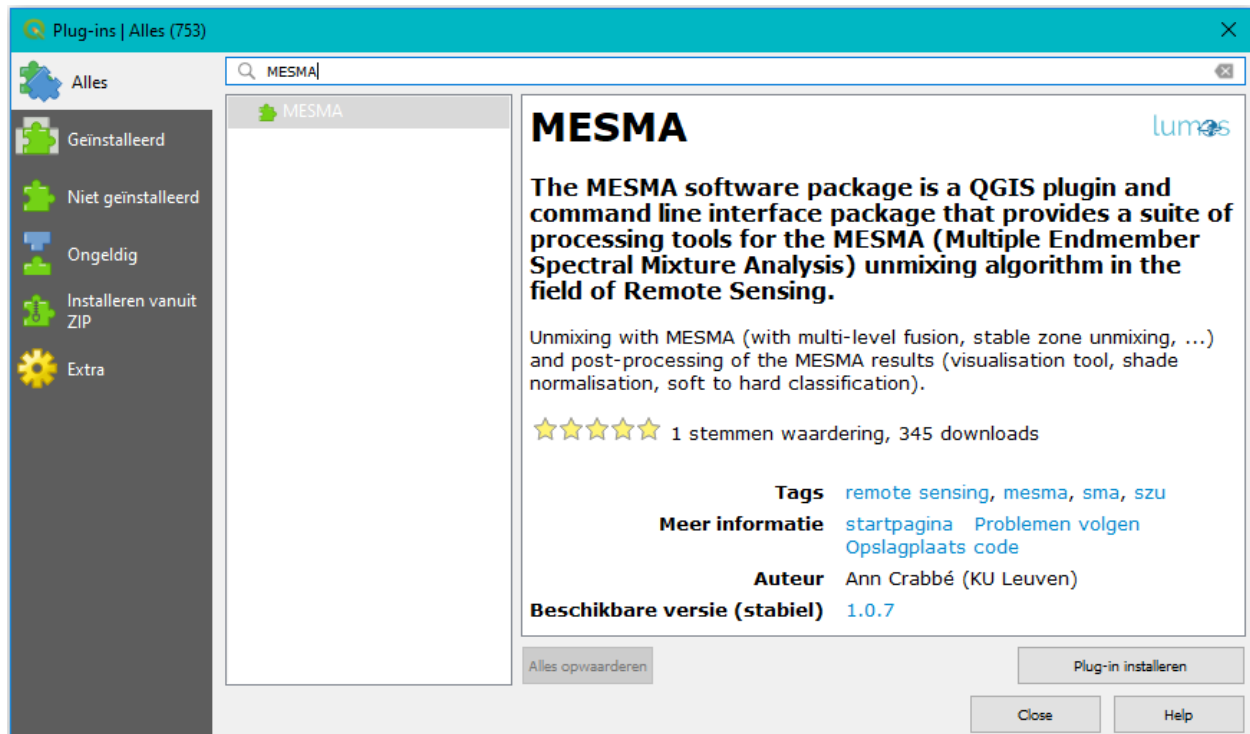 Plug-ins | Alles (753)
Alles
Geïnstalleerd
Niet geïnstalleerd
Ongeldig
Installeren vanuit
ZIP
Extra
MESMA
MESMA
MESMA
lumos
The MESMA software package is a QGIS plugin and
command line interface package that provides a suite of
processing tools for the MESMA (Multiple Endmember
Spectral Mixture Analysis) unmixing algorithm in the
field of Remote Sensing.
Unmixing with MESMA (with multi-level fusion, stable zone unmixing, ...)
and post-processing of the MESMA results (visualisation tool, shade
normalisation, soft to hard classification).
1 stemmen waardering, 345 downloads
Tags remote sensing, mesma, sma, szu
Meer informatie startpagina Problemen volgen
Opslagplaats code
Auteur Ann Crabbé (KU Leuven)
Beschikbare versie (stabiel) 1.0.7
Alles opwaarderen
Plug-in installeren
Close
Help